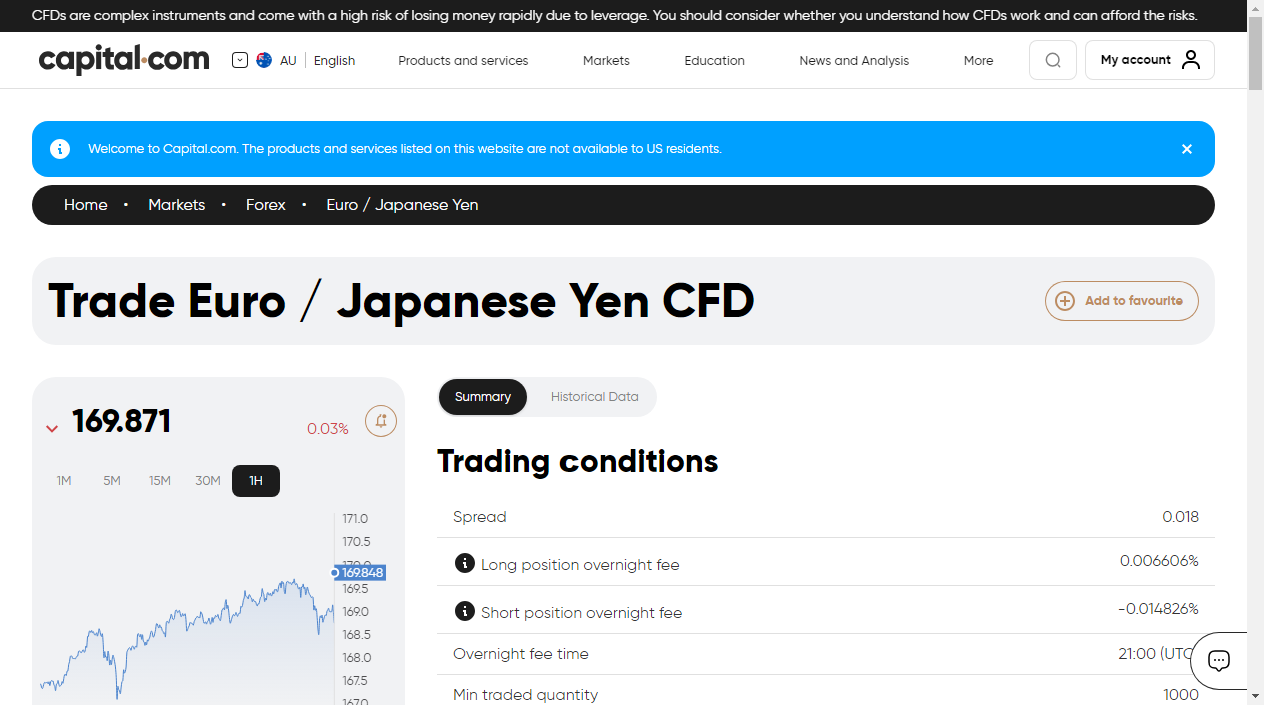 CFDs are complex instruments and come with a high risk of losing money rapidly due to leverage. You should consider whether you understand how CFDs work and can afford the risks.
capital.com
AU English Products and services Markets Education News and Analysis More My account
Welcome to Capital.com. The products and services listed on this website are not available to US residents.
Home • Markets • Forex • Euro / Japanese Yen
Trade Euro / Japanese Yen CFD
Add to favourite
169.871
0.03%
1M 5M 15M 30M 1H
171.0
170.5
169.848
169.5
169.0
168.5
168.0
167.5
167.0
Summary Historical Data
Trading conditions
Spread 0.018
Long position overnight fee 0.006606%
Short position overnight fee -0.014826%
Overnight fee time 21:00 (UTC
Min traded quantity 1000